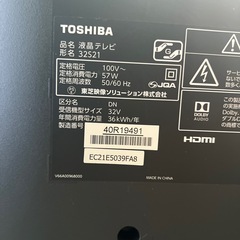 TOSHIBA
品名 液晶テレビ
形名 32S21
定格電圧 100V~
定格消費電力 57W
定格周波数 50/60 Hz
東芝映像ソリューション株式会社
JQA
区分名 DN
受信機型サイズ 32V
年間消費電力量 36kWh/年
製造番号
40R19491
EC21E5039FA8
V6AA0096B000
MADE IN CHINA
DOLBY
AUDIO
HDMI